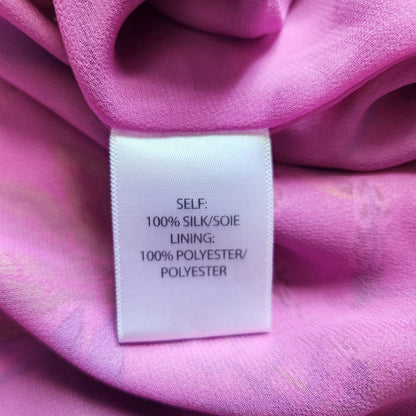 SELF:
100% SILK/SOIE
LINING:
100% POLYESTER/
POLYESTER